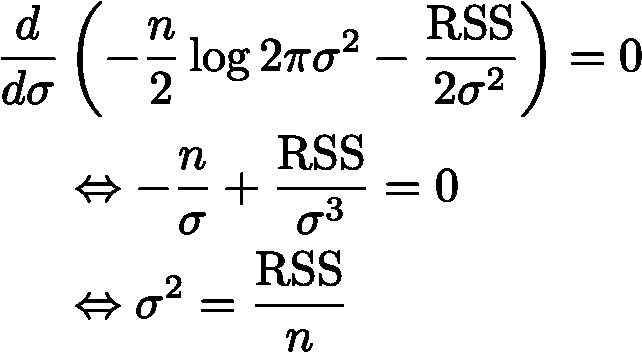 d/dσ (−n/2 log 2πσ² − RSS/2σ²) = 0
⇔ −n/σ + RSS/σ³ = 0
⇔ σ² = RSS/n